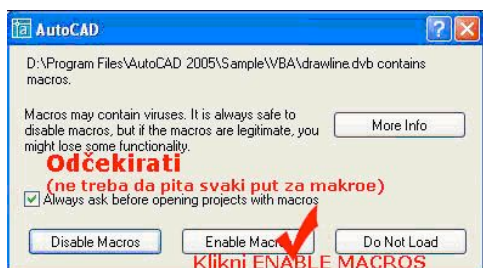 AutoCAD
D:\Program Files\AutoCAD 2005\Sample\VBA\drawline.dvb contains
macros.
Macros may contain viruses. It is always safe to
disable macros, but if the macros are legitimate, you
might lose some functionality.
More Info
Odčekirati
(ne treba da pita svaki put za makroe)
Always ask before opening projects with macros
Disable Macros
Enable Macros
Do Not Load
Klikni ENABLE MACROS